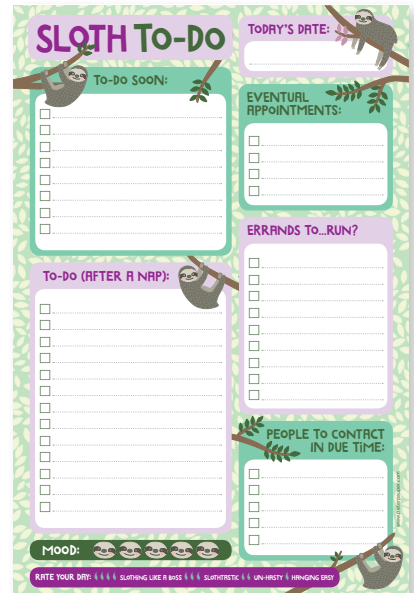 SLOTH TO-DO
TODAY'S DATE:
TO-DO SOON:
EVENTUAL
APPOINTMENTS:
ERRANDS TO...RUN?
TO-DO (AFTER A NAP):
PEOPLE TO CONTACT
IN DUE TIME:
MOOD:
RATE YOUR DAY: SLOTHING LIKE A BOSS SLOTHTASTIC UN-HASTY HANGING EASY